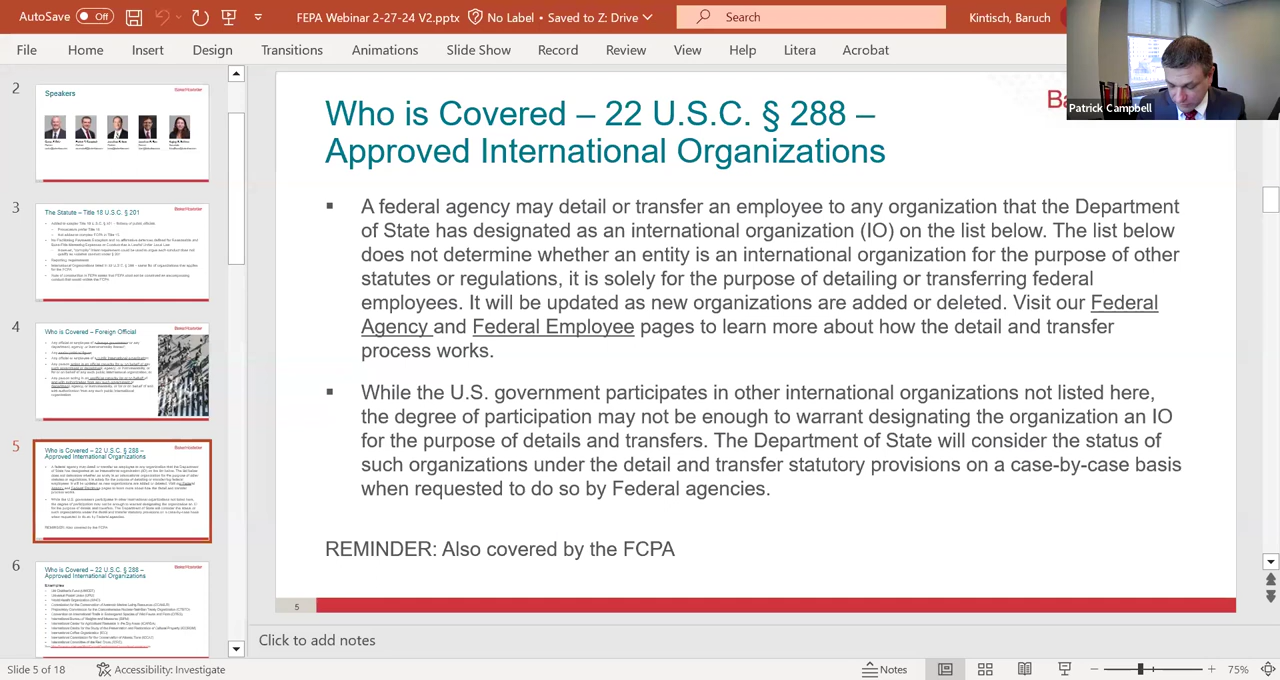 AutoSave Off FEPA Webinar 2-27-24 V2.pptx No Label • Saved to Z: Drive Search Kintisch, Baruch
File Home Insert Design Transitions Animations Slide Show Record Review View Help Litera Acrobat
Patrick Campbell
2
Speakers
3
The Statute – Title 18 U.S.C. § 201
4
Who is Covered – Foreign Official
5
Who is Covered – 22 U.S.C. § 288 –
Approved International Organizations
REMINDER: Also covered by the FCPA
6
Who is Covered – 22 U.S.C. § 288 –
Approved International Organizations
Examples
Who is Covered – 22 U.S.C. § 288 –
Approved International Organizations
▪ A federal agency may detail or transfer an employee to any organization that the Department
of State has designated as an international organization (IO) on the list below. The list below
does not determine whether an entity is an international organization for the purpose of other
statutes or regulations, it is solely for the purpose of detailing or transferring federal
employees. It will be updated as new organizations are added or deleted. Visit our Federal
Agency and Federal Employee pages to learn more about how the detail and transfer
process works.
▪ While the U.S. government participates in other international organizations not listed here,
the degree of participation may not be enough to warrant designating the organization an IO
for the purpose of details and transfers. The Department of State will consider the status of
such organizations under the detail and transfer statutory provisions on a case-by-case basis
when requested to do so by Federal agencies.
REMINDER: Also covered by the FCPA
5
Click to add notes
Slide 5 of 18 Accessibility: Investigate Notes 75%